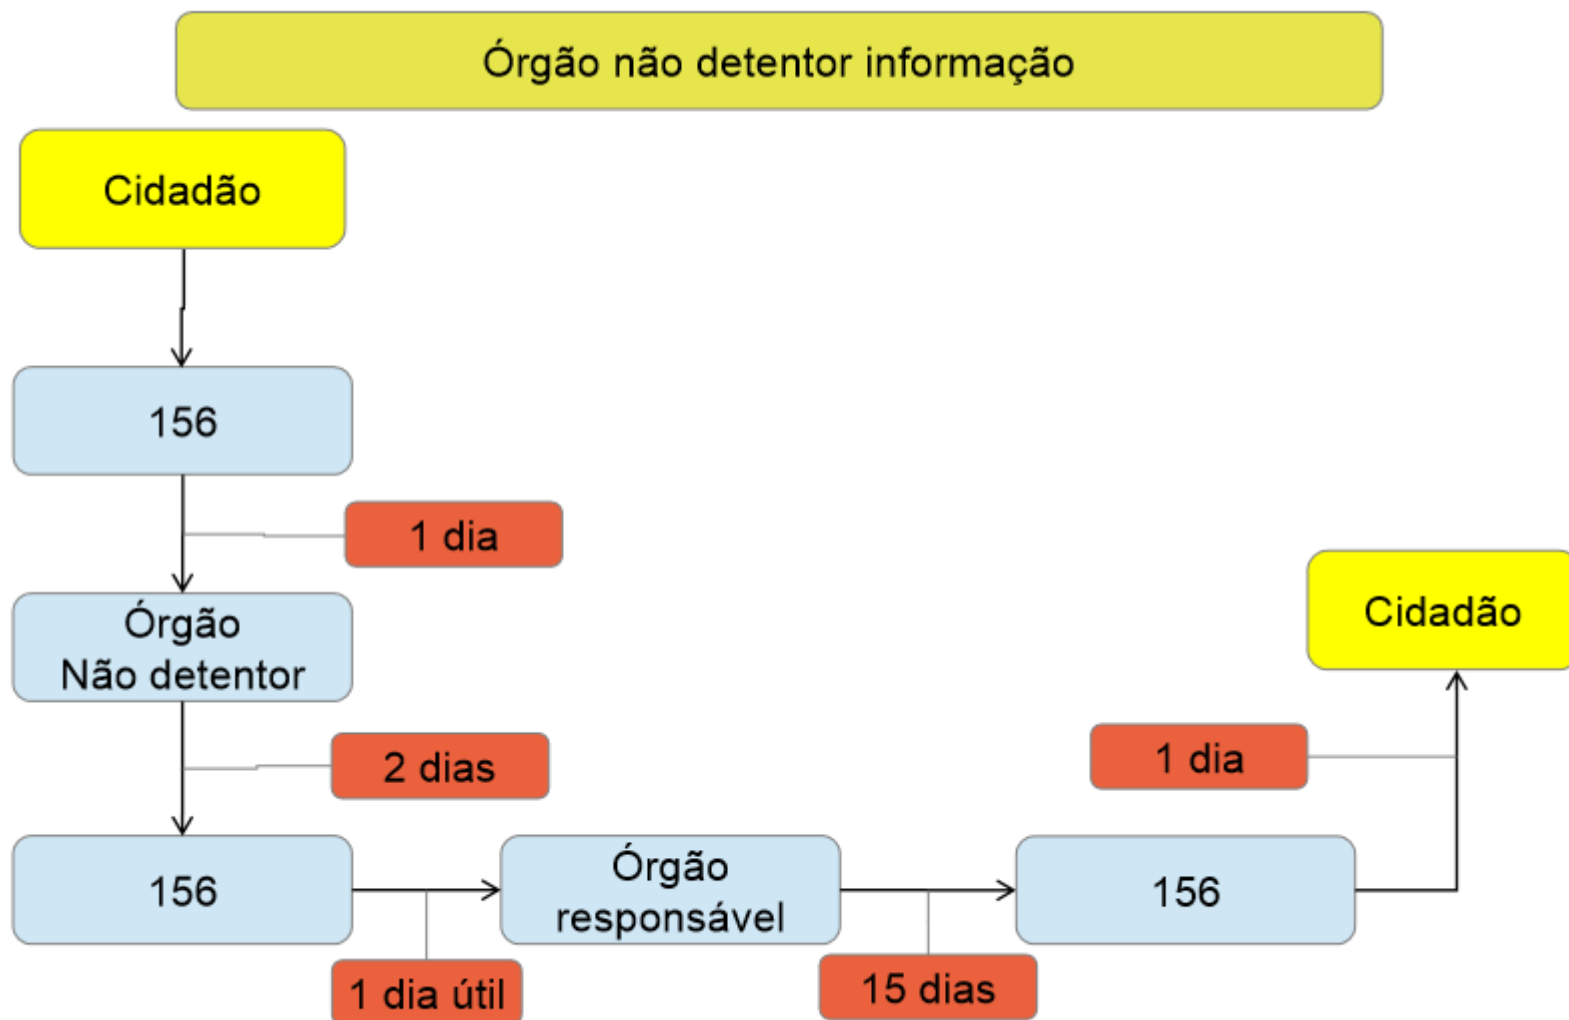 Órgão não detentor informação
Cidadão
156
1 dia
Órgão
Não detentor
2 dias
156
1 dia útil
Órgão
responsável
15 dias
156
1 dia
Cidadão